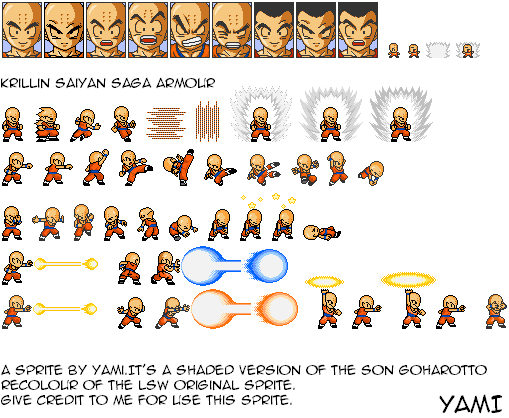 KRILLIN SAIYAN SAGA ARMOUR
A SPRITE BY YAMI.IT'S A SHADED VERSION OF THE SON GOHAROTTO
RECOLOUR OF THE LSW ORIGINAL SPRITE.
GIVE CREDIT TO ME FOR USE THIS SPRITE.
YAMI